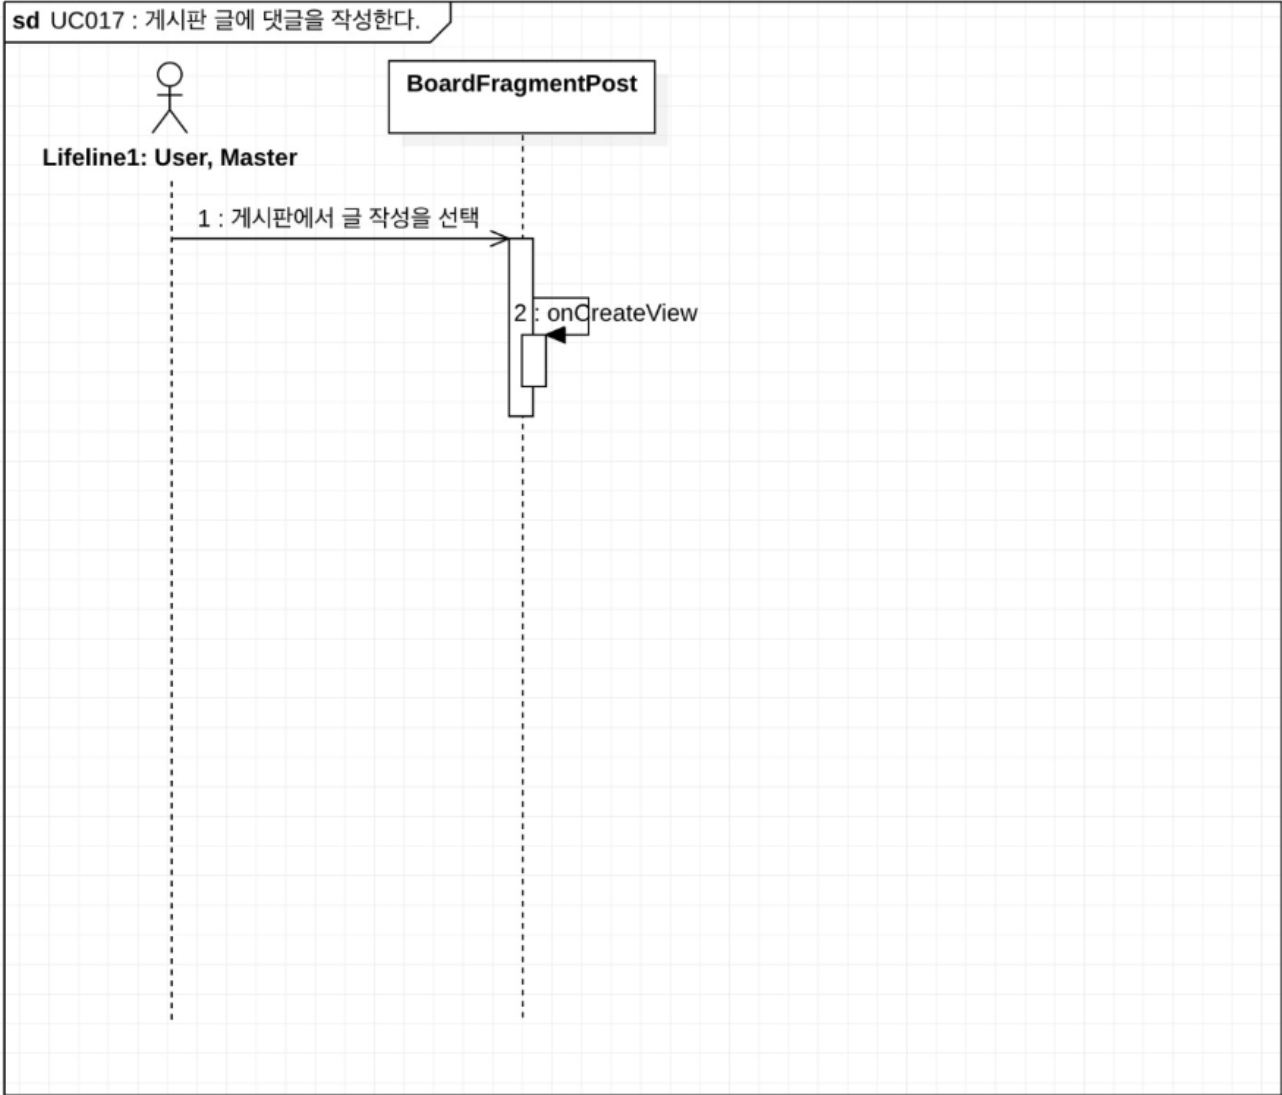 sd UC017 : 게시판 글에 댓글을 작성한다.
BoardFragmentPost
Lifeline1: User, Master
1 : 게시판에서 글 작성을 선택
2 : onCreateView